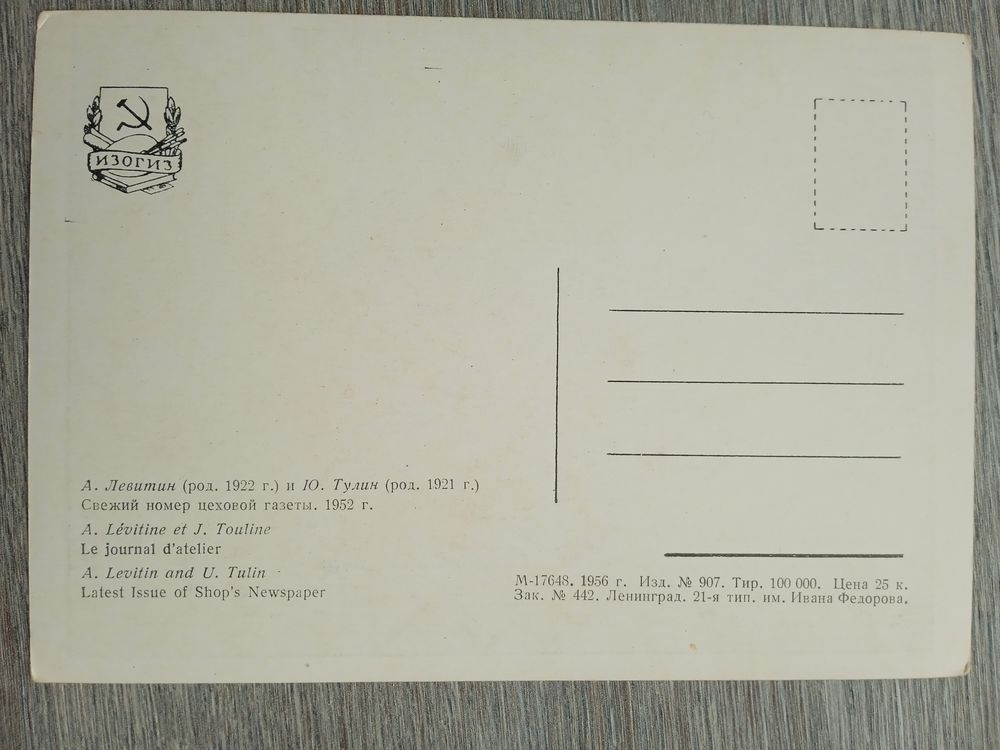 ИЗОГИЗ
А. Левитин (род. 1922 г.) и Ю. Тулин (род. 1921 г.)
Свежий номер цеховой газеты. 1952 г.
A. Lévitine et J. Touline
Le journal d'atelier
A. Levitin and U. Tulin
Latest Issue of Shop's Newspaper
М-17648. 1956 г. Изд. № 907. Тир. 100 000. Цена 25 к.
Зак. № 442. Ленинград. 21-я тип. им. Ивана Федорова.